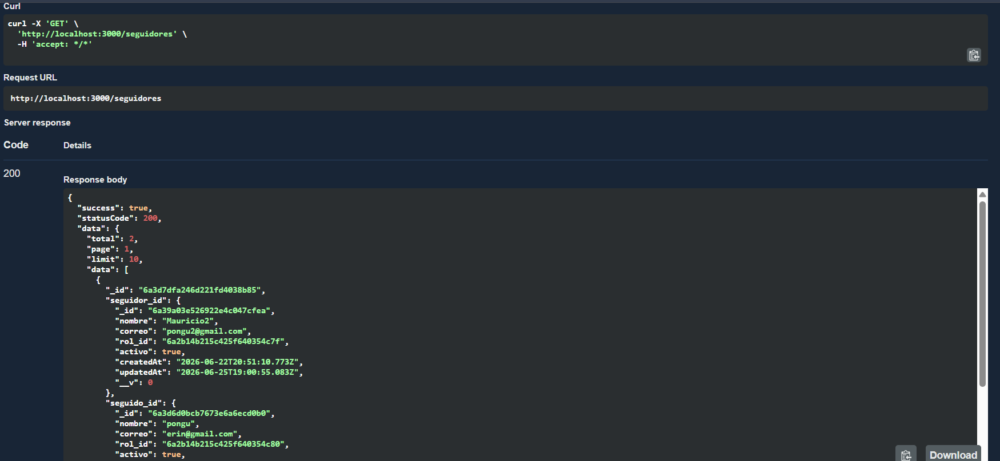 Curl
curl -X 'GET' \
  'http://localhost:3000/seguidores' \
  -H 'accept: */*'
Request URL
http://localhost:3000/seguidores
Server response
Code Details
200
Response body
{
  "success": true,
  "statusCode": 200,
  "data": {
    "total": 2,
    "page": 1,
    "limit": 10,
    "data": [
      {
        "_id": "6a3d7dfa246d221fd4038b85",
        "seguidor_id": {
          "_id": "6a39a03e526922e4c047cfea",
          "nombre": "Mauricio2",
          "correo": "pongu2@gmail.com",
          "rol_id": "6a2b14b215c425f640354c7f",
          "activo": true,
          "createdAt": "2026-06-22T20:51:10.773Z",
          "updatedAt": "2026-06-25T19:00:55.083Z",
          "__v": 0
        },
        "seguido_id": {
          "_id": "6a3d6d0bcb7673e6a6ecd0b0",
          "nombre": "pongu",
          "correo": "erin@gmail.com",
          "rol_id": "6a2b14b215c425f640354c80",
          "activo": true,
Download